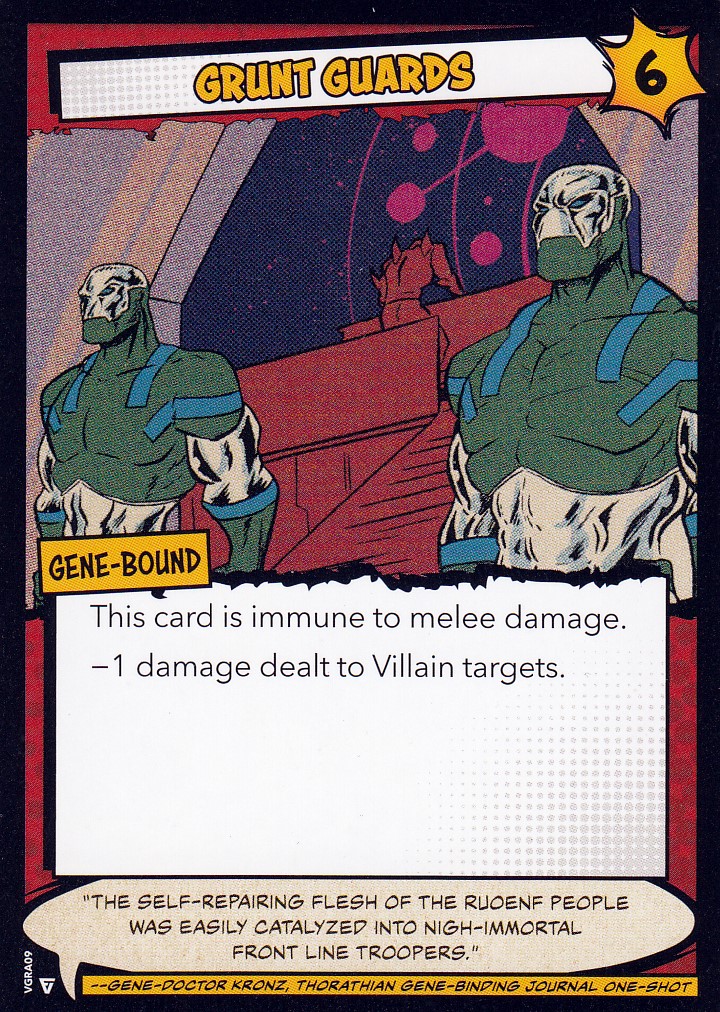 GRUNT GUARDS
6
GENE-BOUND
This card is immune to melee damage.
–1 damage dealt to Villain targets.
"THE SELF-REPAIRING FLESH OF THE RUOENF PEOPLE
WAS EASILY CATALYZED INTO NIGH-IMMORTAL
FRONT LINE TROOPERS."
--GENE-DOCTOR KRONZ, THORATHIAN GENE-BINDING JOURNAL ONE-SHOT
VGRA09